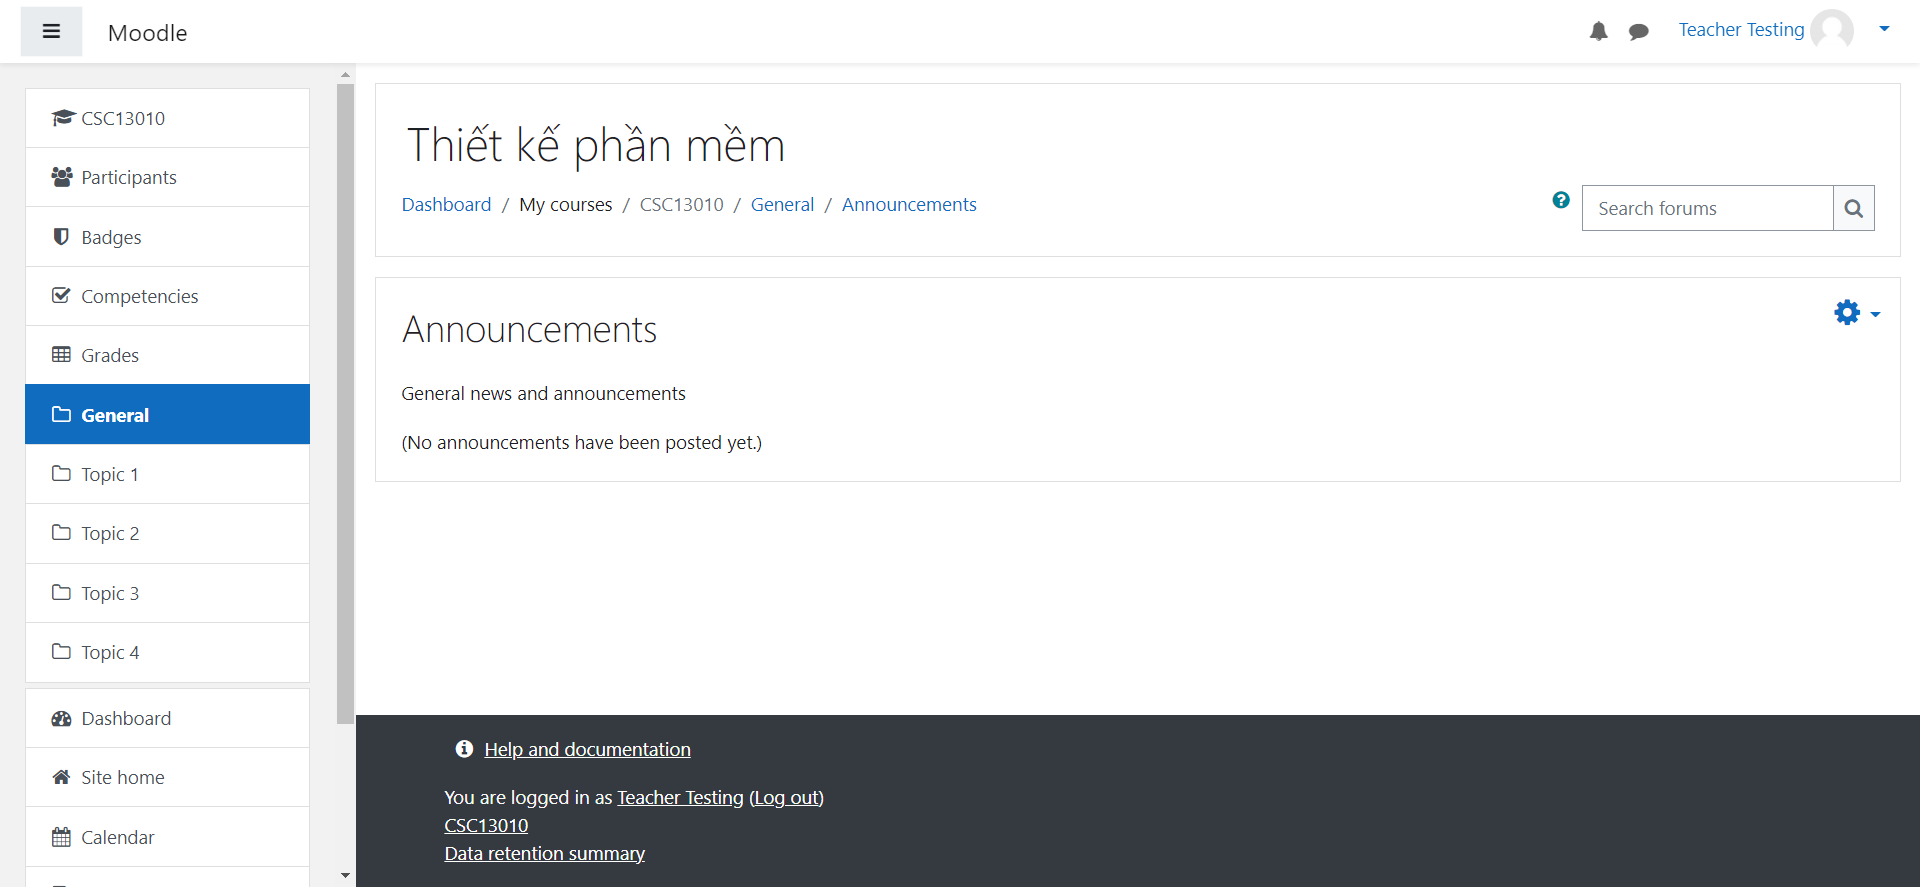 Moodle
Teacher Testing
CSC13010
Participants
Badges
Competencies
Grades
General
Topic 1
Topic 2
Topic 3
Topic 4
Dashboard
Site home
Calendar
Thiết kế phần mềm
Dashboard / My courses / CSC13010 / General / Announcements
Search forums
Announcements
General news and announcements
(No announcements have been posted yet.)
Help and documentation
You are logged in as Teacher Testing (Log out)
CSC13010
Data retention summary